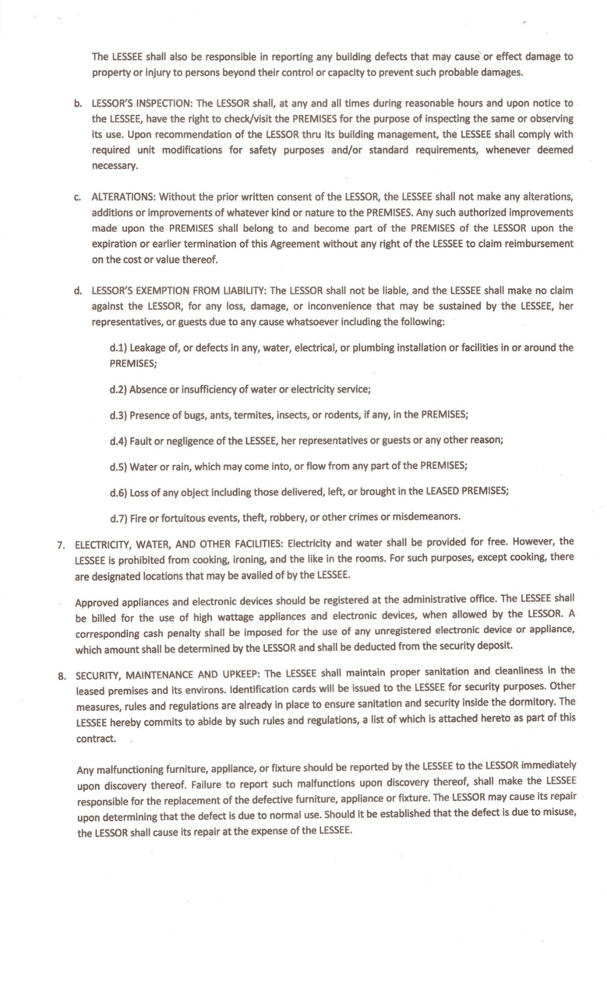 The LESSEE shall also be responsible in reporting any building defects that may cause or effect damage to
property or injury to persons beyond their control or capacity to prevent such probable damages.
b. LESSOR'S INSPECTION: The LESSOR shall, at any and all times during reasonable hours and upon notice to
the LESSEE, have the right to check/visit the PREMISES for the purpose of inspecting the same or observing
its use. Upon recommendation of the LESSOR thru its building management, the LESSEE shall comply with
required unit modifications for safety purposes and/or standard requirements, whenever deemed
necessary.
c. ALTERATIONS: Without the prior written consent of the LESSOR, the LESSEE shall not make any alterations,
additions or improvements of whatever kind or nature to the PREMISES. Any such authorized improvements
made upon the PREMISES shall belong to and become part of the PREMISES of the LESSOR upon the
expiration or earlier termination of this Agreement without any right of the LESSEE to claim reimbursement
on the cost or value thereof.
d. LESSOR'S EXEMPTION FROM LIABILITY: The LESSOR shall not be liable, and the LESSEE shall make no claim
against the LESSOR, for any loss, damage, or inconvenience that may be sustained by the LESSEE, her
representatives, or guests due to any cause whatsoever including the following:
d.1) Leakage of, or defects in any, water, electrical, or plumbing installation or facilities in or around the
PREMISES;
d.2) Absence or insufficiency of water or electricity service;
d.3) Presence of bugs, ants, termites, insects, or rodents, if any, in the PREMISES;
d.4) Fault or negligence of the LESSEE, her representatives or guests or any other reason;
d.5) Water or rain, which may come into, or flow from any part of the PREMISES;
d.6) Loss of any object including those delivered, left, or brought in the LEASED PREMISES;
d.7) Fire or fortuitous events, theft, robbery, or other crimes or misdemeanors.
7. ELECTRICITY, WATER, AND OTHER FACILITIES: Electricity and water shall be provided for free. However, the
LESSEE is prohibited from cooking, ironing, and the like in the rooms. For such purposes, except cooking, there
are designated locations that may be availed of by the LESSEE.
Approved appliances and electronic devices should be registered at the administrative office. The LESSEE shall
be billed for the use of high wattage appliances and electronic devices, when allowed by the LESSOR. A
corresponding cash penalty shall be imposed for the use of any unregistered electronic device or appliance,
which amount shall be determined by the LESSOR and shall be deducted from the security deposit.
8. SECURITY, MAINTENANCE AND UPKEEP: The LESSEE shall maintain proper sanitation and cleanliness in the
leased premises and its environs. Identification cards will be issued to the LESSEE for security purposes. Other
measures, rules and regulations are already in place to ensure sanitation and security inside the dormitory. The
LESSEE hereby commits to abide by such rules and regulations, a list of which is attached hereto as part of this
contract.
Any malfunctioning furniture, appliance, or fixture should be reported by the LESSEE to the LESSOR immediately
upon discovery thereof. Failure to report such malfunctions upon discovery thereof, shall make the LESSEE
responsible for the replacement of the defective furniture, appliance or fixture. The LESSOR may cause its repair
upon determining that the defect is due to normal use. Should it be established that the defect is due to misuse,
the LESSOR shall cause its repair at the expense of the LESSEE.